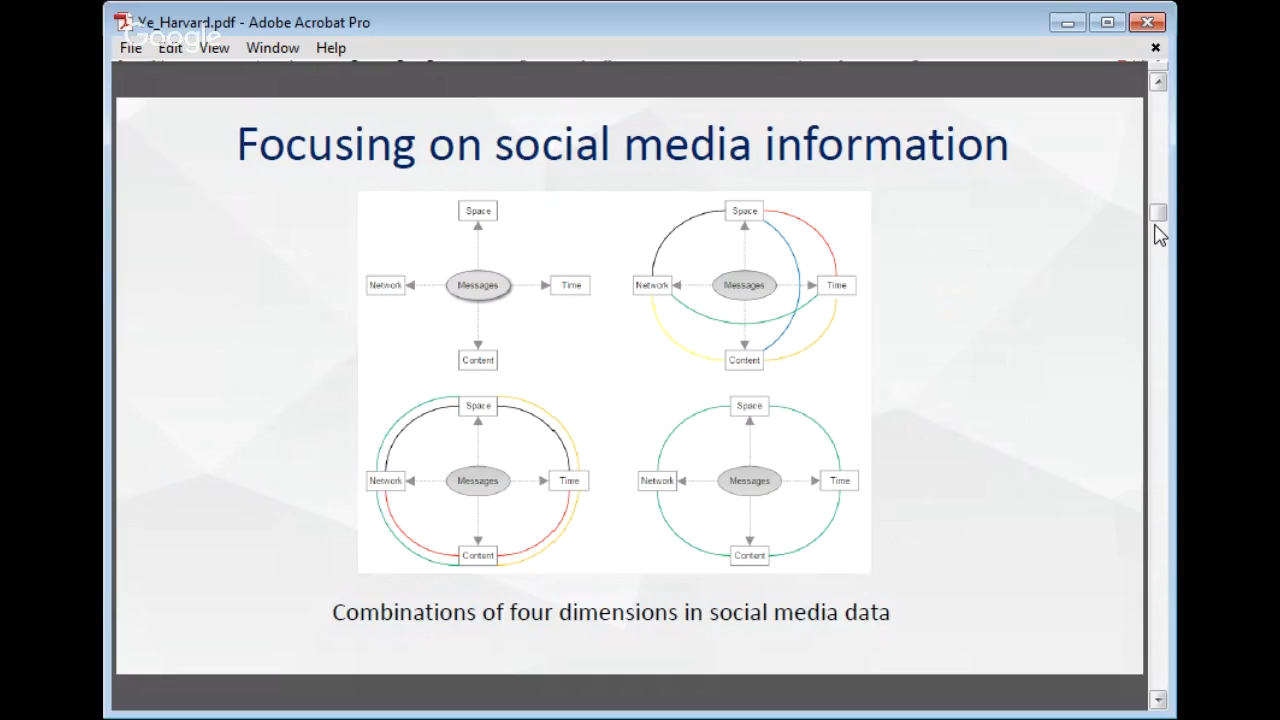 Ye_Harvard.pdf - Adobe Acrobat Pro
Google
File Edit View Window Help
Focusing on social media information
Space
Network Messages Time
Content
Space
Network Messages Time
Content
Space
Network Messages Time
Content
Space
Network Messages Time
Content
Combinations of four dimensions in social media data